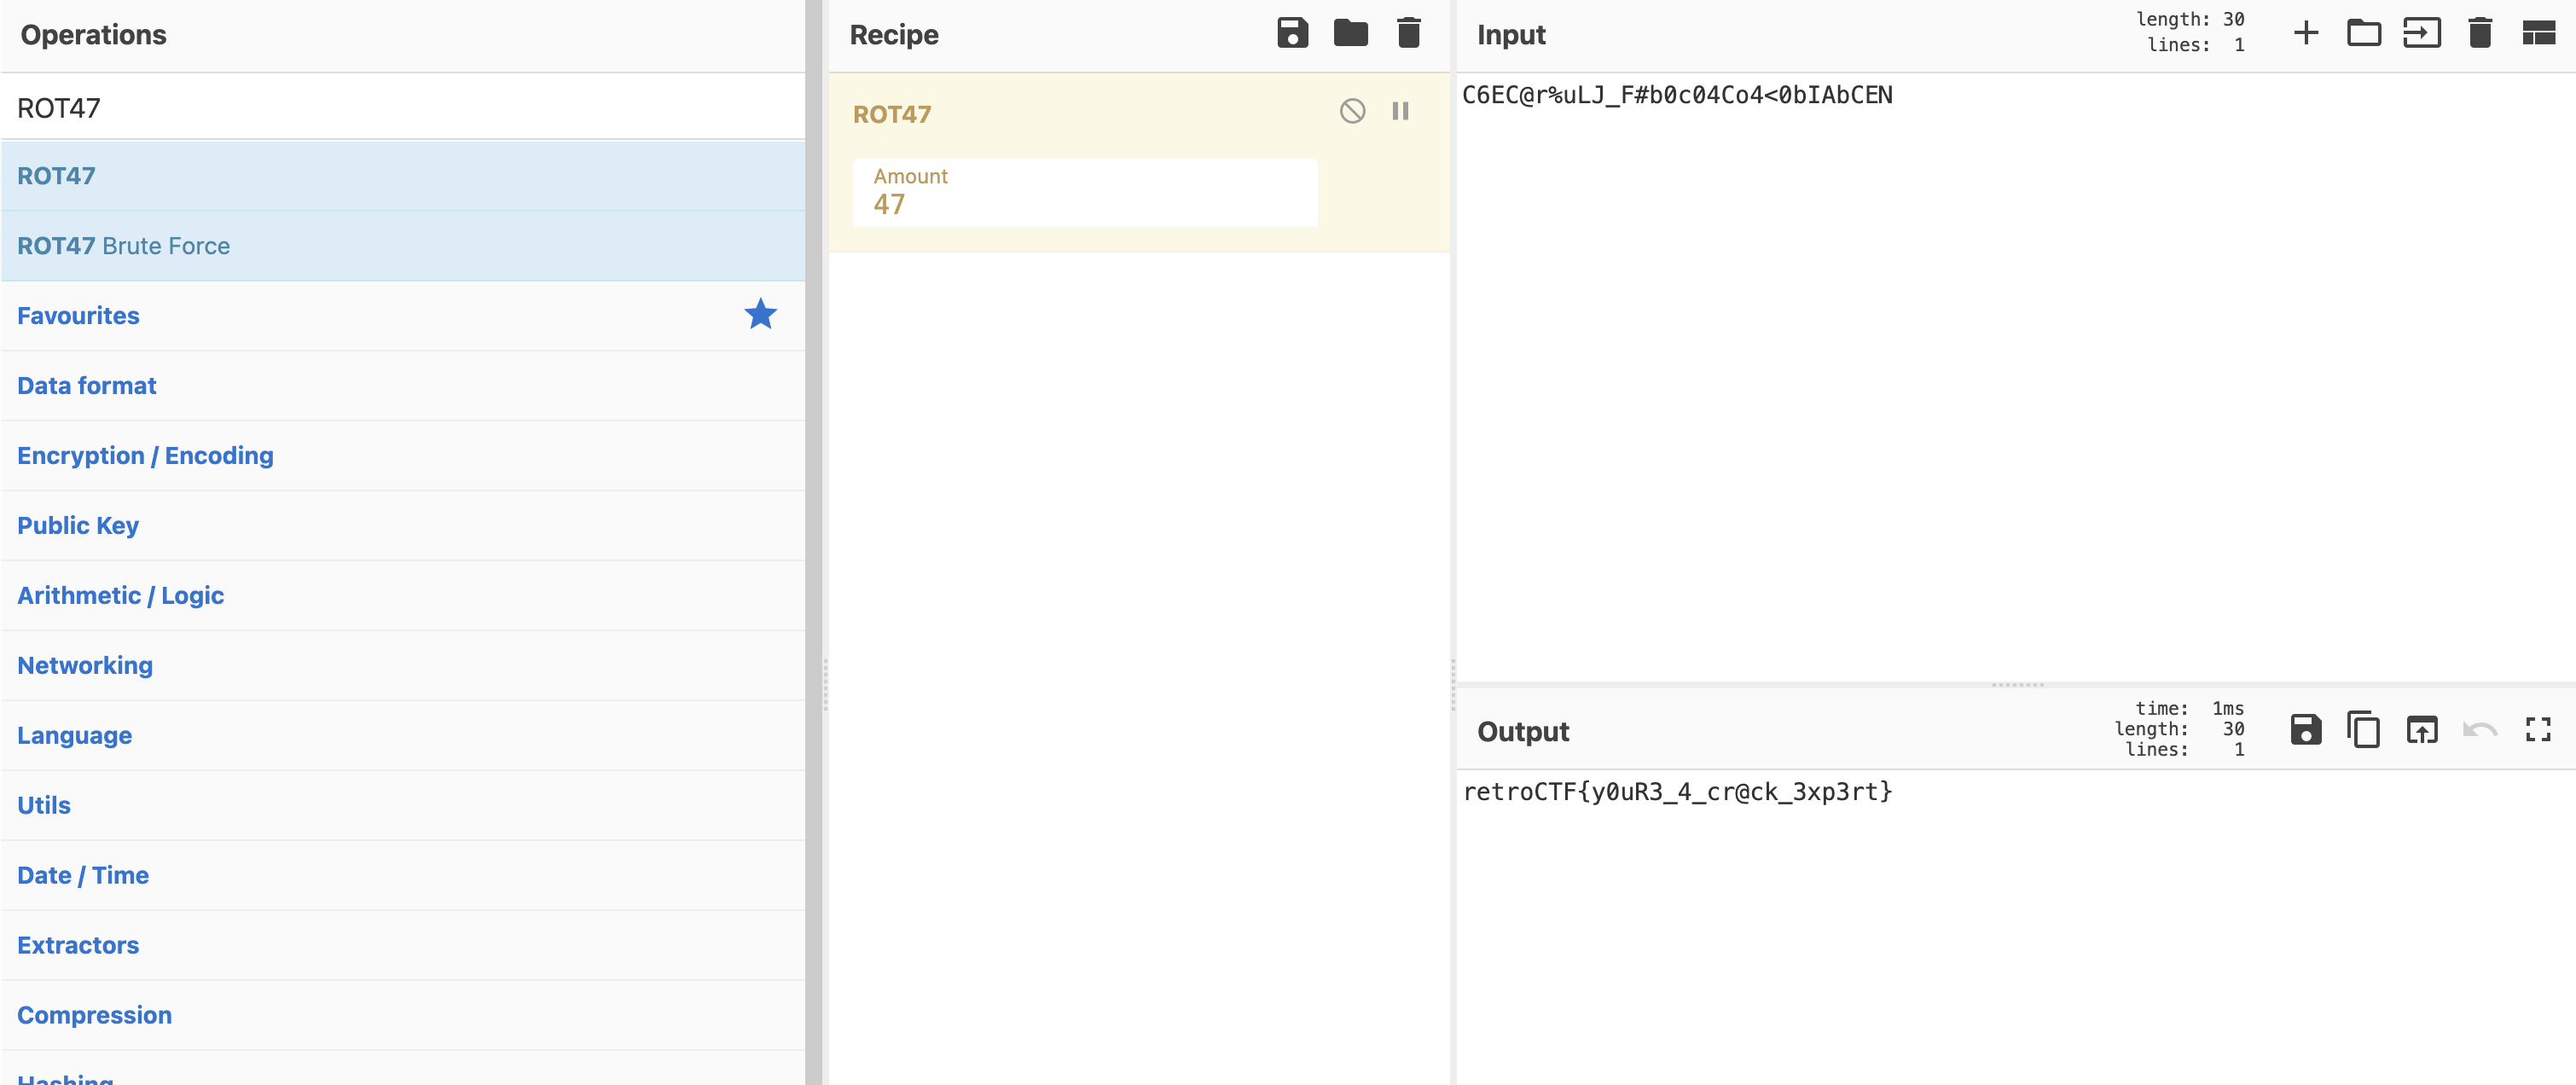 Operations
ROT47
ROT47
ROT47 Brute Force
Favourites
Data format
Encryption / Encoding
Public Key
Arithmetic / Logic
Networking
Language
Utils
Date / Time
Extractors
Compression
Hashing
Recipe
ROT47
Amount
47
Input
length: 30
lines: 1
C6EC@r%uLJ_F#b0c04Co4<0bIAbCEN
Output
time: 1ms
length: 30
lines: 1
retroCTF{y0uR3_4_cr@ck_3xp3rt}